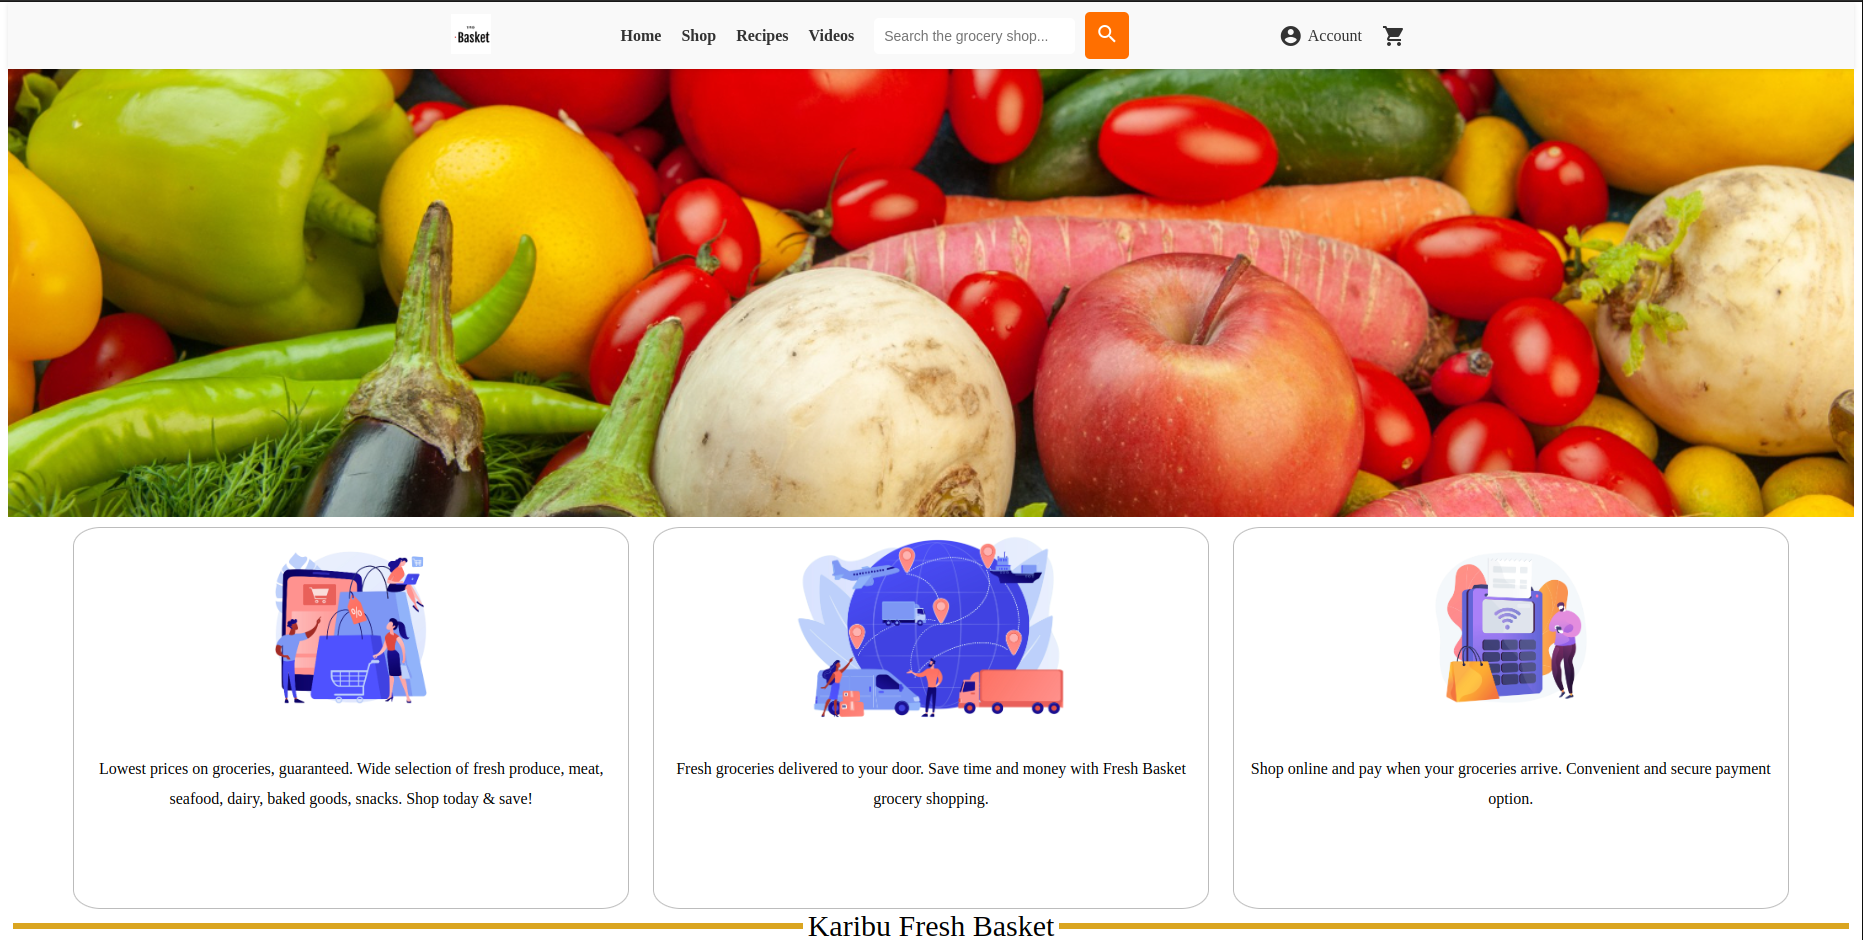 Basket
Home Shop Recipes Videos Search the grocery shop... Account
%
Lowest prices on groceries, guaranteed. Wide selection of fresh produce, meat,
seafood, dairy, baked goods, snacks. Shop today & save!
Fresh groceries delivered to your door. Save time and money with Fresh Basket
grocery shopping.
Shop online and pay when your groceries arrive. Convenient and secure payment
option.
Karibu Fresh Basket